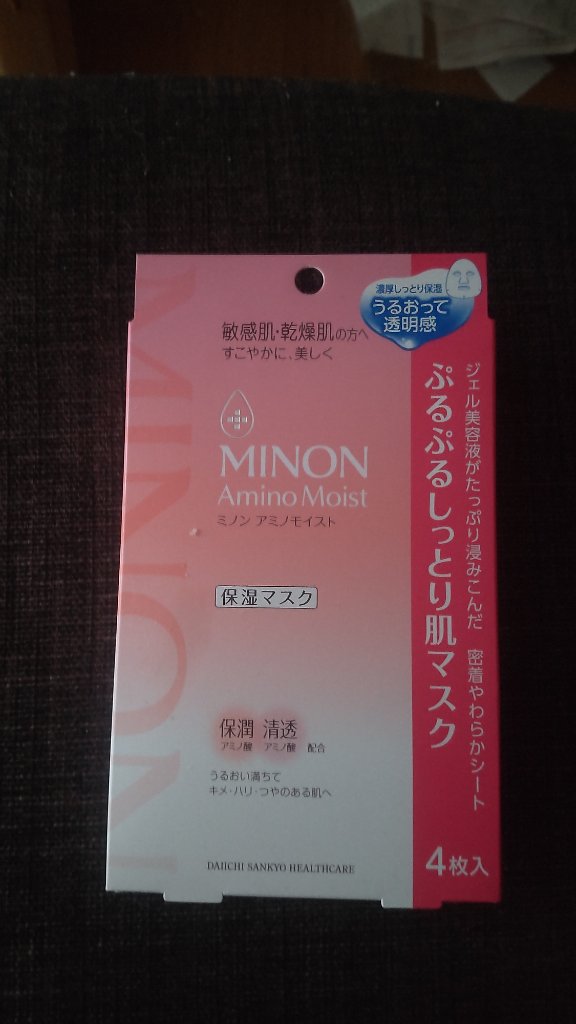 敏感肌・乾燥肌の方へ
すこやかに、美しく
MINON
Amino Moist
ミノン アミノモイスト
保湿マスク
保潤 清透
アミノ酸 アミノ酸 配合
うるおい満ちて
キメ・ハリ・つやのある肌へ
DAIICHI SANKYO HEALTHCARE
MINON
濃厚しっとり保湿
うるおって
透明感
ジェル美容液がたっぷり浸みこんだ 密着やわらかシート
ぷるぷるしっとり肌マスク
4枚入